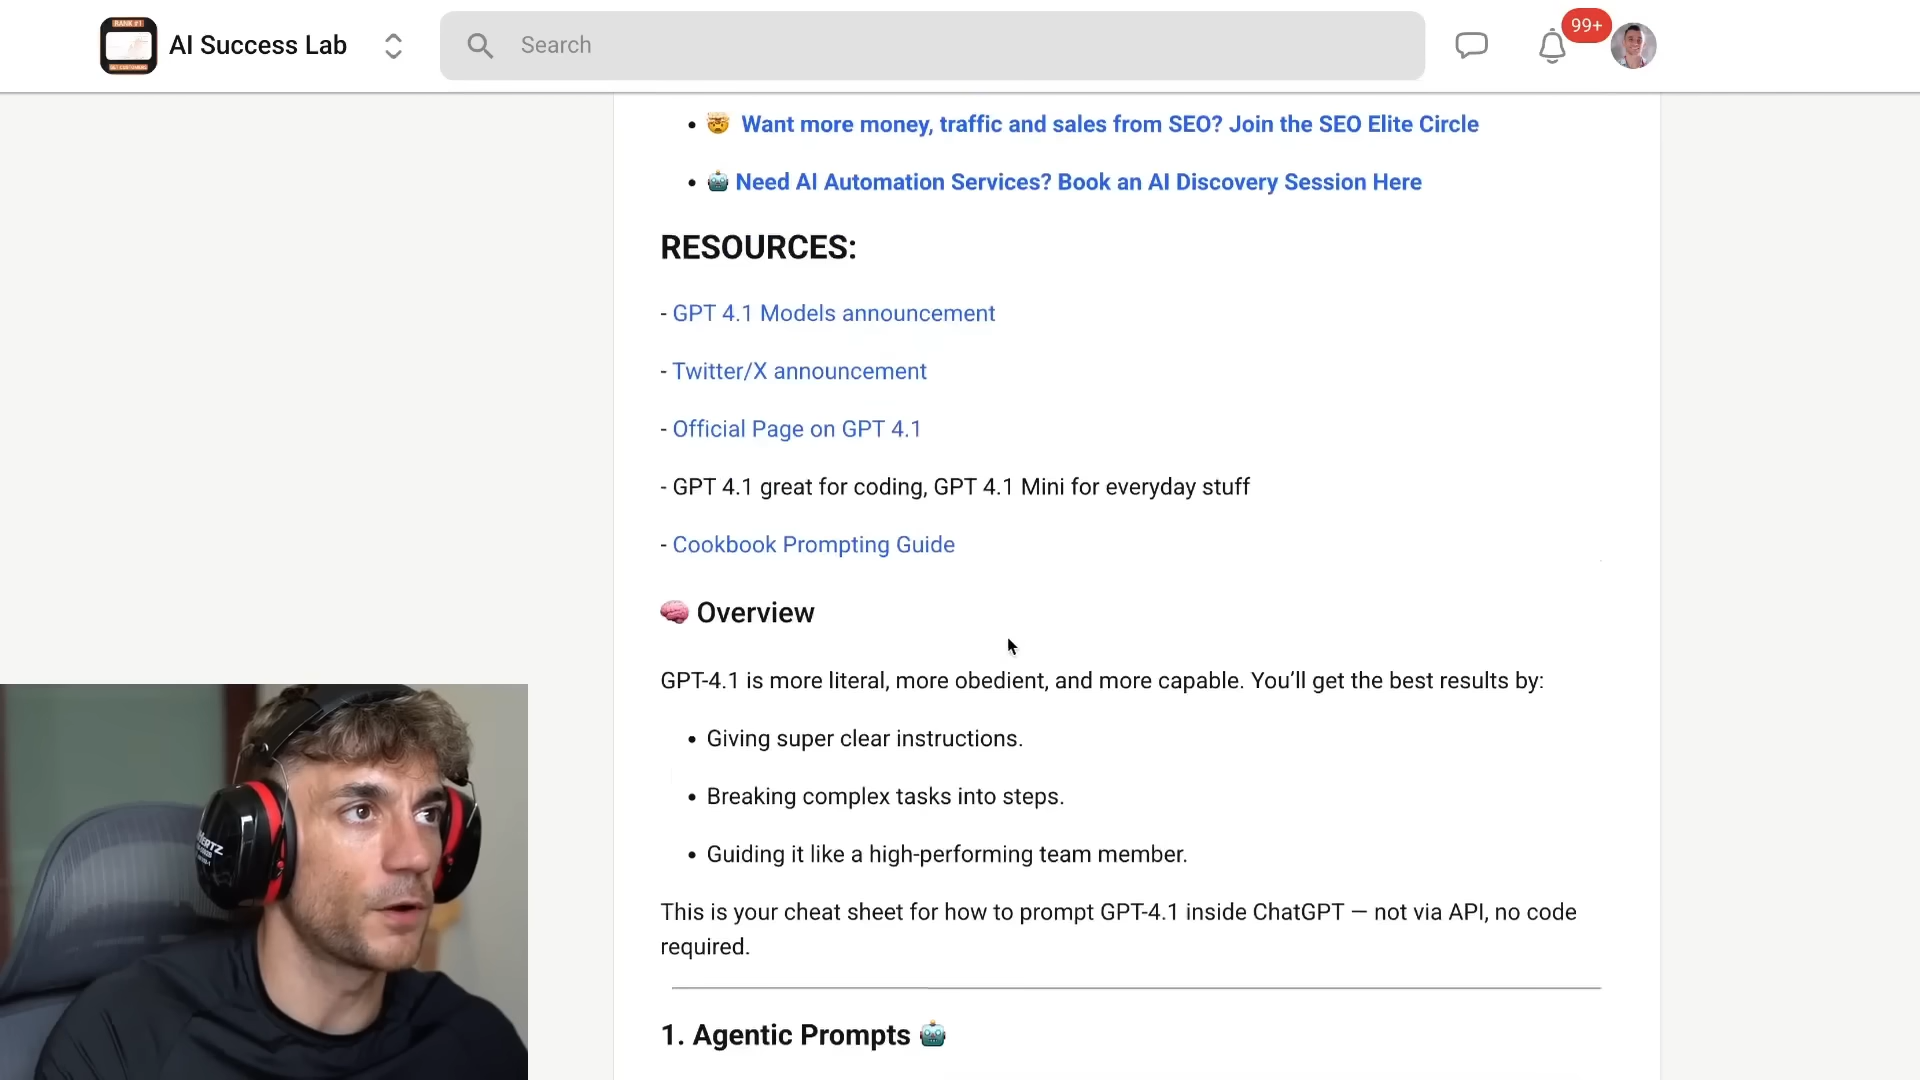 RANK #1
AI Success Lab
Search
99+
🤯 Want more money, traffic and sales from SEO? Join the SEO Elite Circle
🤖 Need AI Automation Services? Book an AI Discovery Session Here
RESOURCES:
- GPT 4.1 Models announcement
- Twitter/X announcement
- Official Page on GPT 4.1
- GPT 4.1 great for coding, GPT 4.1 Mini for everyday stuff
- Cookbook Prompting Guide
🧠 Overview
GPT-4.1 is more literal, more obedient, and more capable. You’ll get the best results by:
Giving super clear instructions.
Breaking complex tasks into steps.
Guiding it like a high-performing team member.
This is your cheat sheet for how to prompt GPT-4.1 inside ChatGPT — not via API, no code
required.
1. Agentic Prompts 🤖